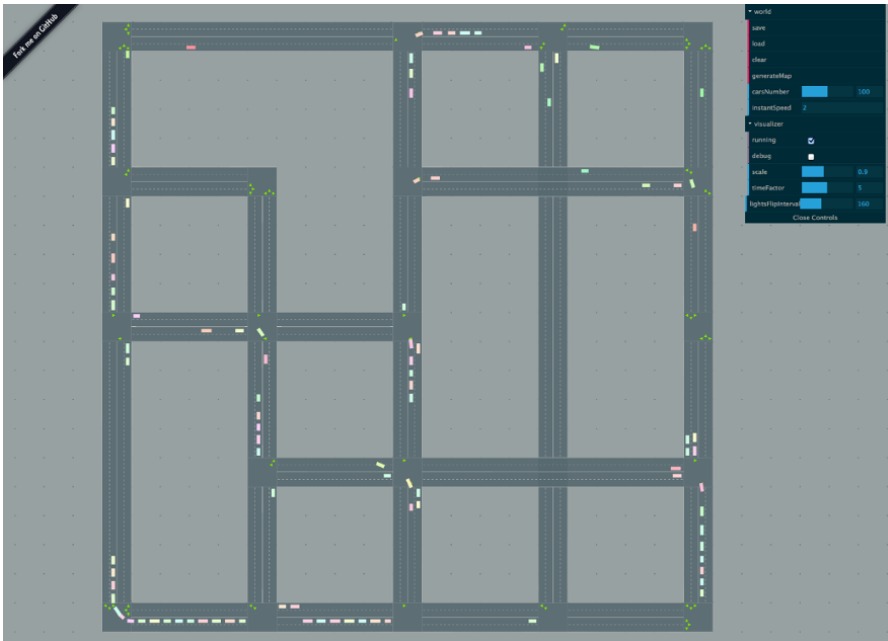 Fork me on GitHub
world
save
load
clear
generateMap
carsNumber 100
instantSpeed 2
visualizer
running
debug
scale 0.3
timeFactor 5
lightsFlipInterval 160
Close Controls